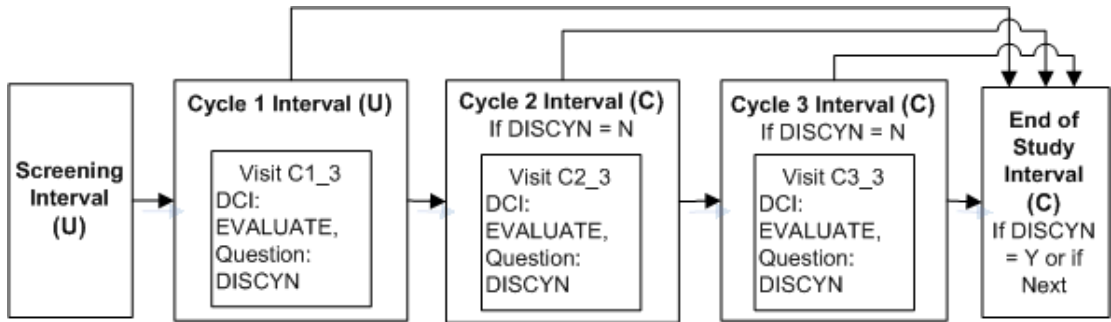 Screening
Interval
(U)
Cycle 1 Interval (U)
Visit C1_3
DCI:
EVALUATE,
Question:
DISCYN
Cycle 2 Interval (C)
If DISCYN = N
Visit C2_3
DCI:
EVALUATE,
Question:
DISCYN
Cycle 3 Interval (C)
If DISCYN = N
Visit C3_3
DCI:
EVALUATE,
Question:
DISCYN
End of
Study
Interval
(C)
If DISCYN
= Y or if
Next